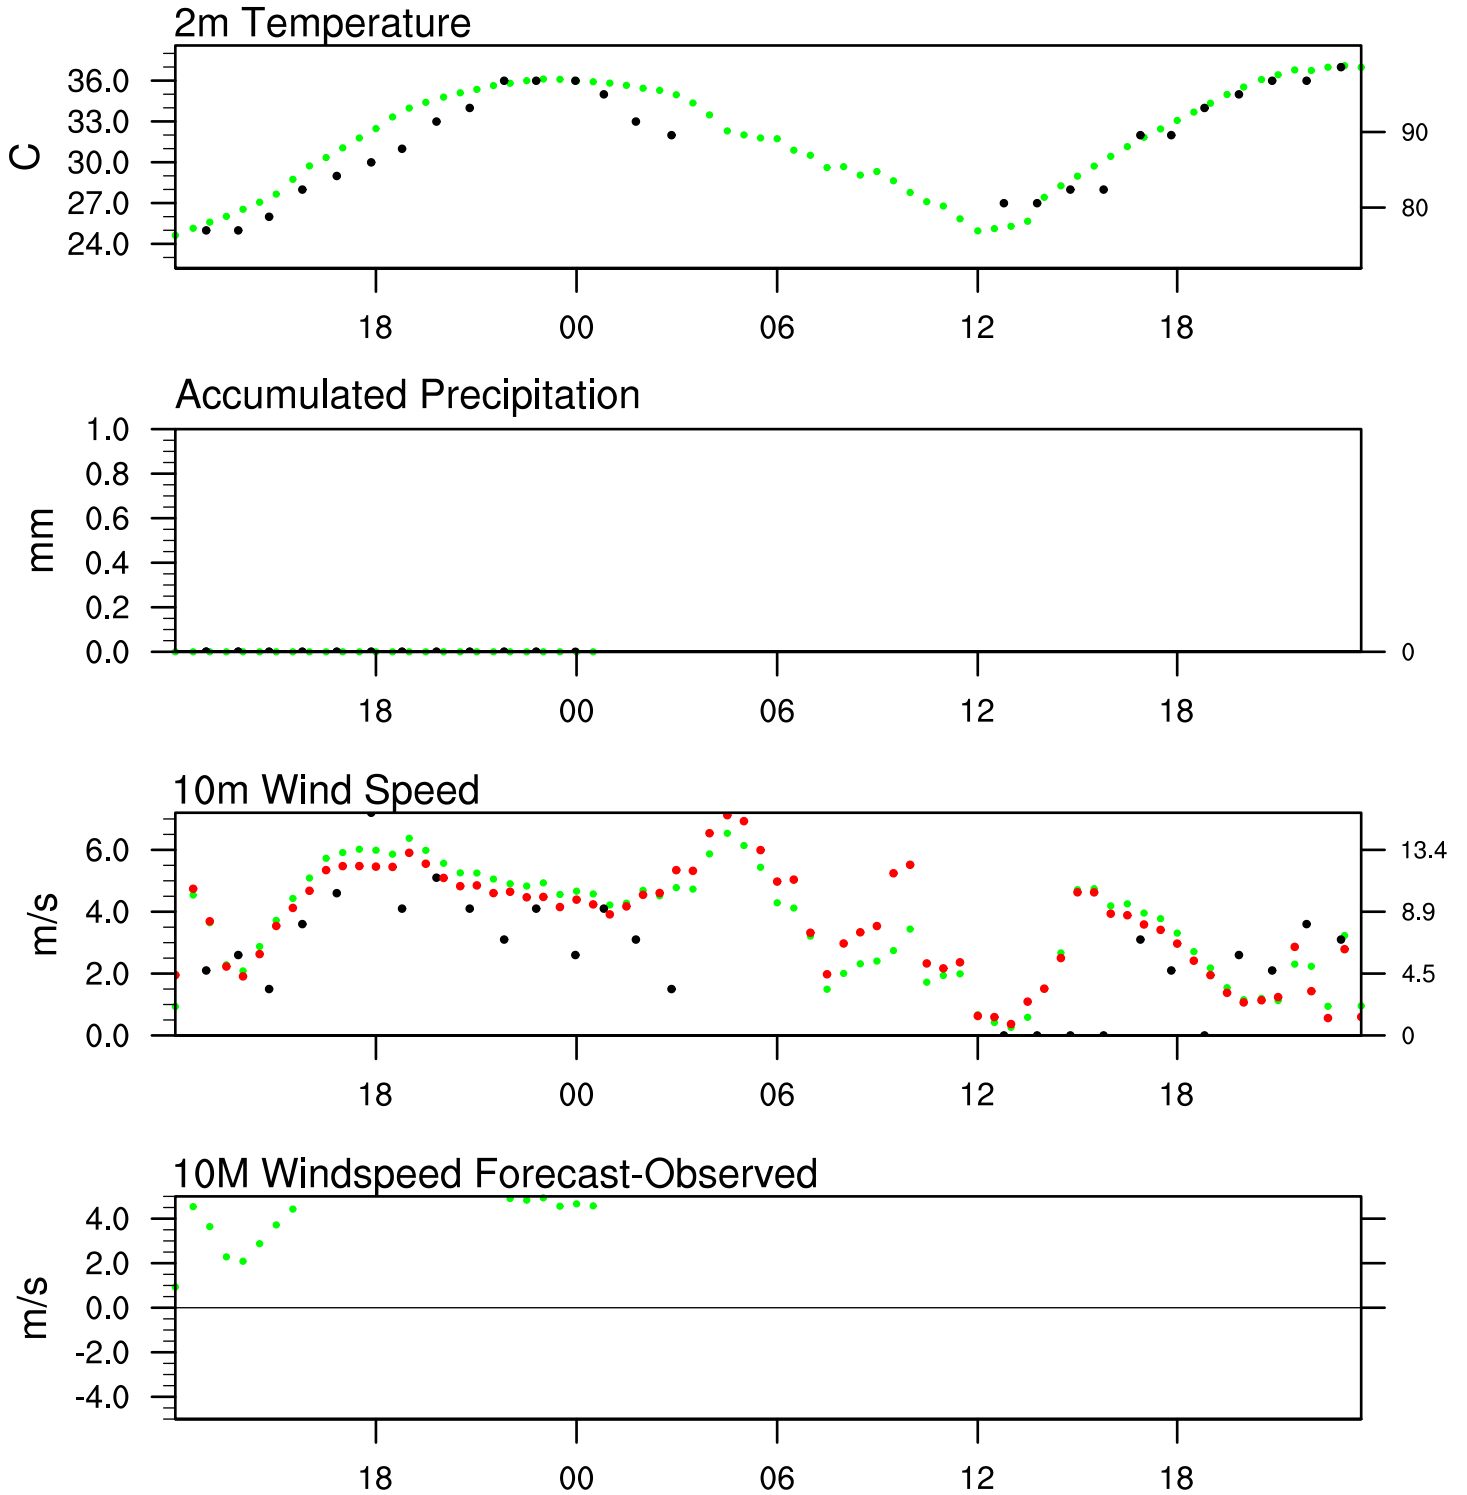 2m Temperature
36.0
33.0
30.0
27.0
24.0
C
90
80
18 00 06 12 18
Accumulated Precipitation
1.0
0.8
0.6
0.4
0.2
0.0
mm
0
18 00 06 12 18
10m Wind Speed
6.0
4.0
2.0
0.0
m/s
13.4
8.9
4.5
0
18 00 06 12 18
10M Windspeed Forecast-Observed
4.0
2.0
0.0
-2.0
-4.0
m/s
18 00 06 12 18